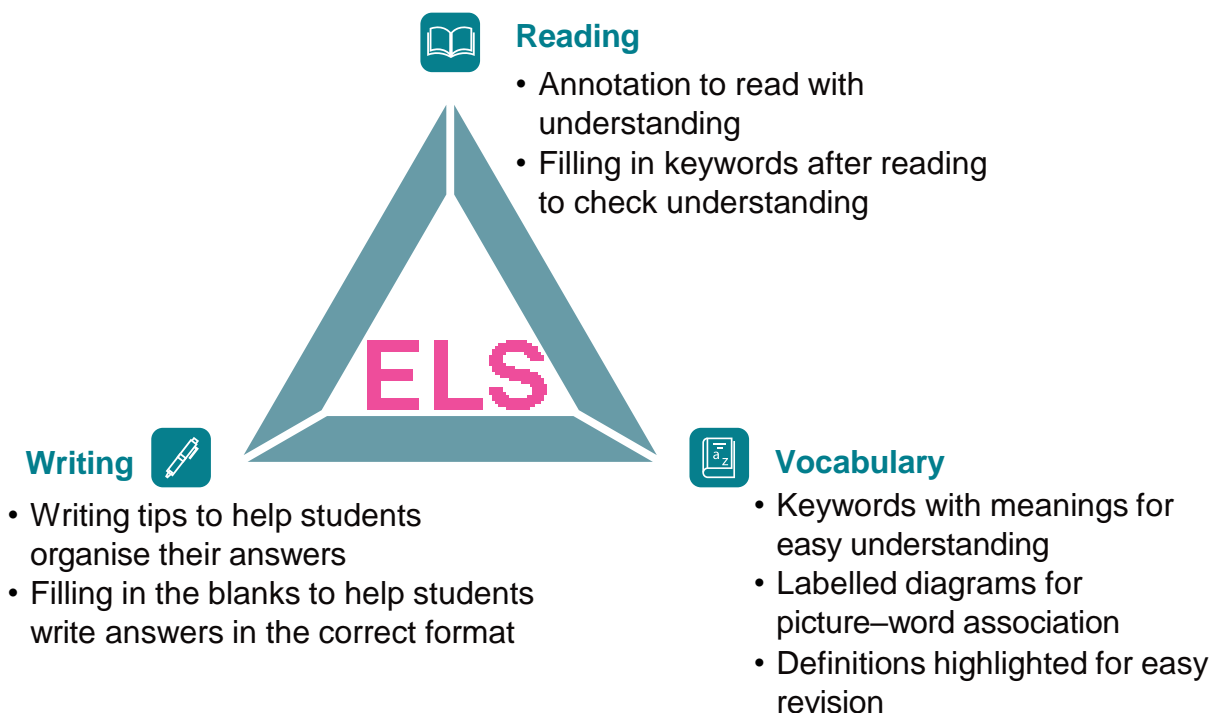 Reading
• Annotation to read with
understanding
• Filling in keywords after reading
to check understanding
ELS
Writing
• Writing tips to help students
organise their answers
• Filling in the blanks to help students
write answers in the correct format
a
z
Vocabulary
• Keywords with meanings for
easy understanding
• Labelled diagrams for
picture–word association
• Definitions highlighted for easy
revision